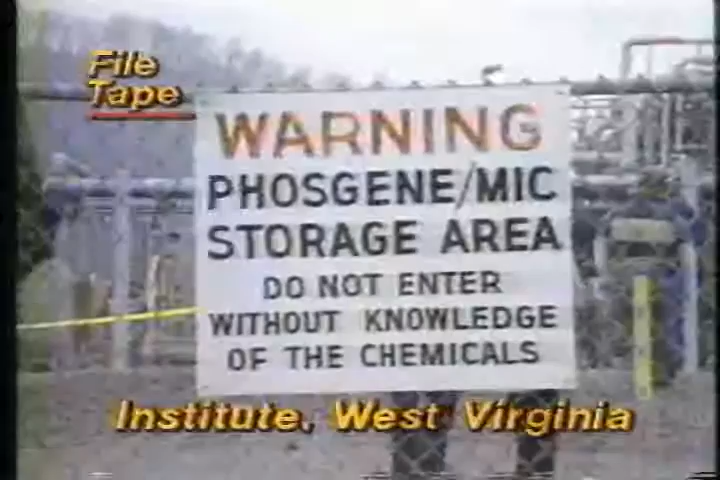 File
Tape
WARNING
PHOSGENE/MIC
STORAGE AREA
DO NOT ENTER
WITHOUT KNOWLEDGE
OF THE CHEMICALS
Institute, West Virginia